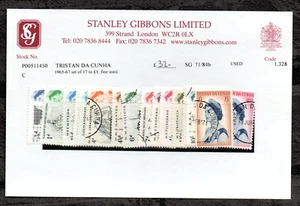 STANLEY GIBBONS LIMITED
399 Strand London WC2R 0LX
Tel: 020 7836 8444 Fax: 020 7836 7342 www.stanleygibbons.com
Stock No. Code
P00511450 TRISTAN DA CUNHA £32- SG 71/84b USED 1.328
C 1965-67 set of 17 to £1. fine used.